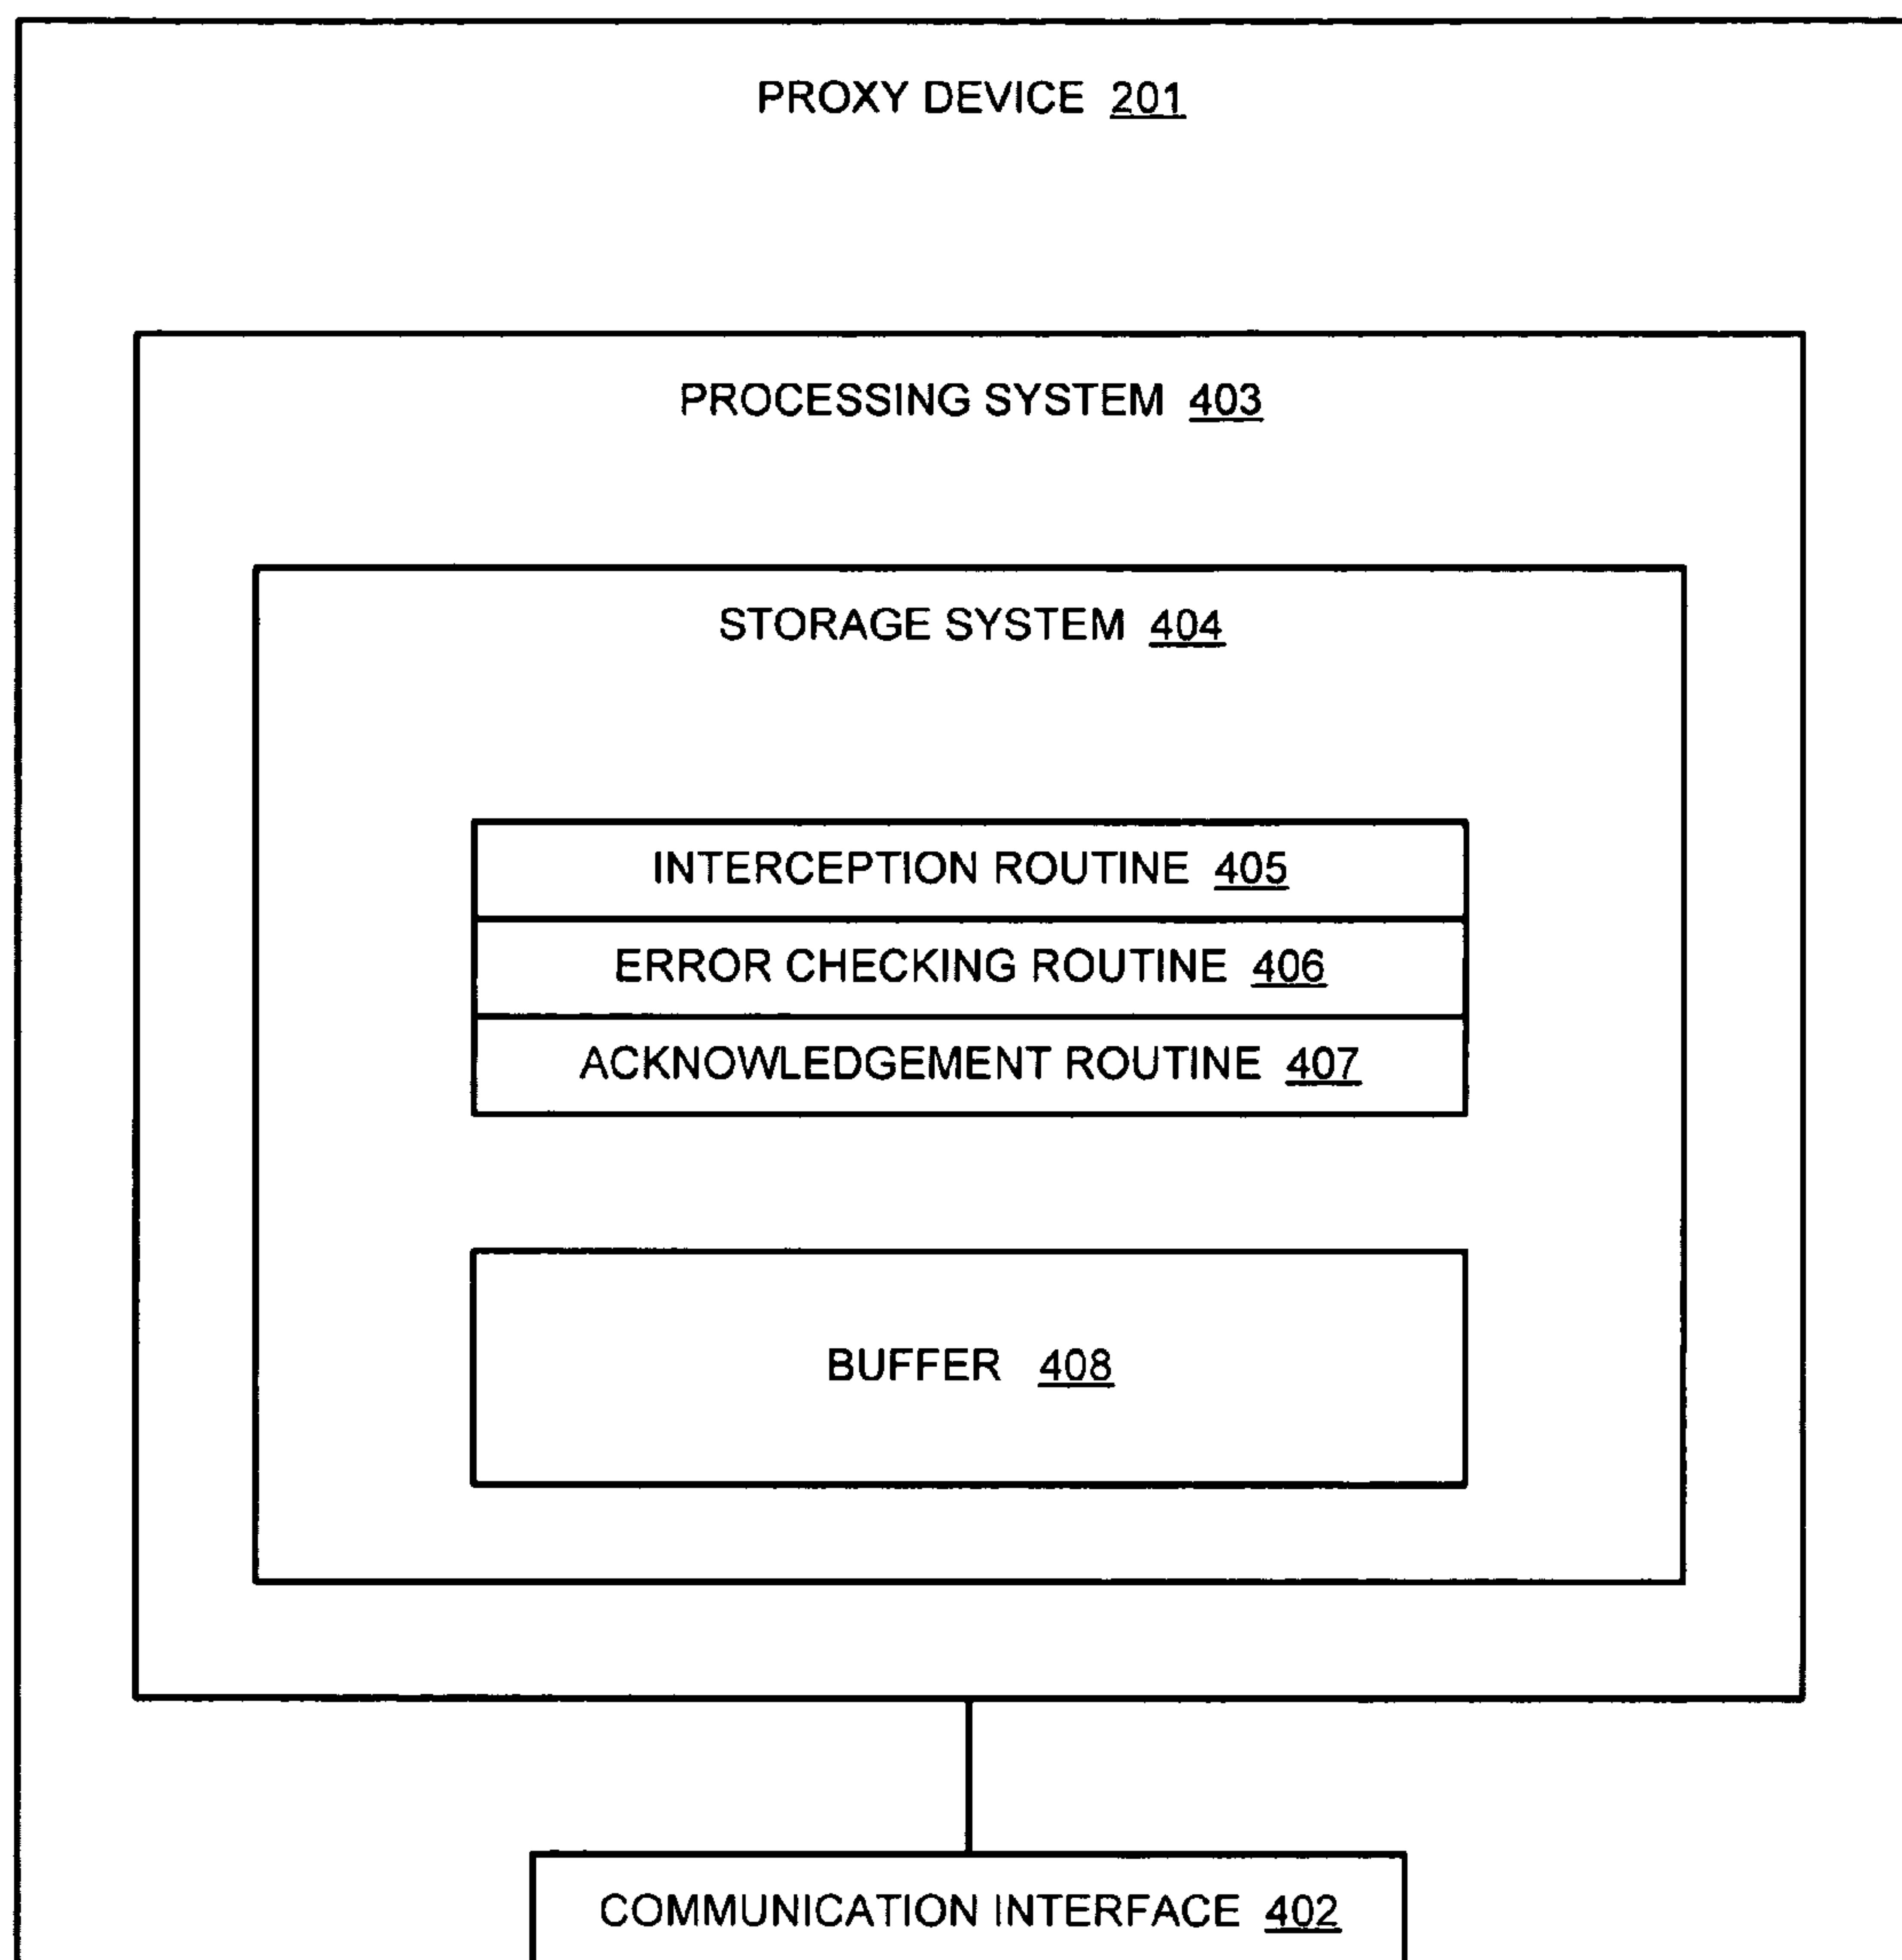 PROXY DEVICE 201
PROCESSING SYSTEM 403
STORAGE SYSTEM 404
INTERCEPTION ROUTINE 405
ERROR CHECKING ROUTINE 406
ACKNOWLEDGEMENT ROUTINE 407
BUFFER 408
COMMUNICATION INTERFACE 402